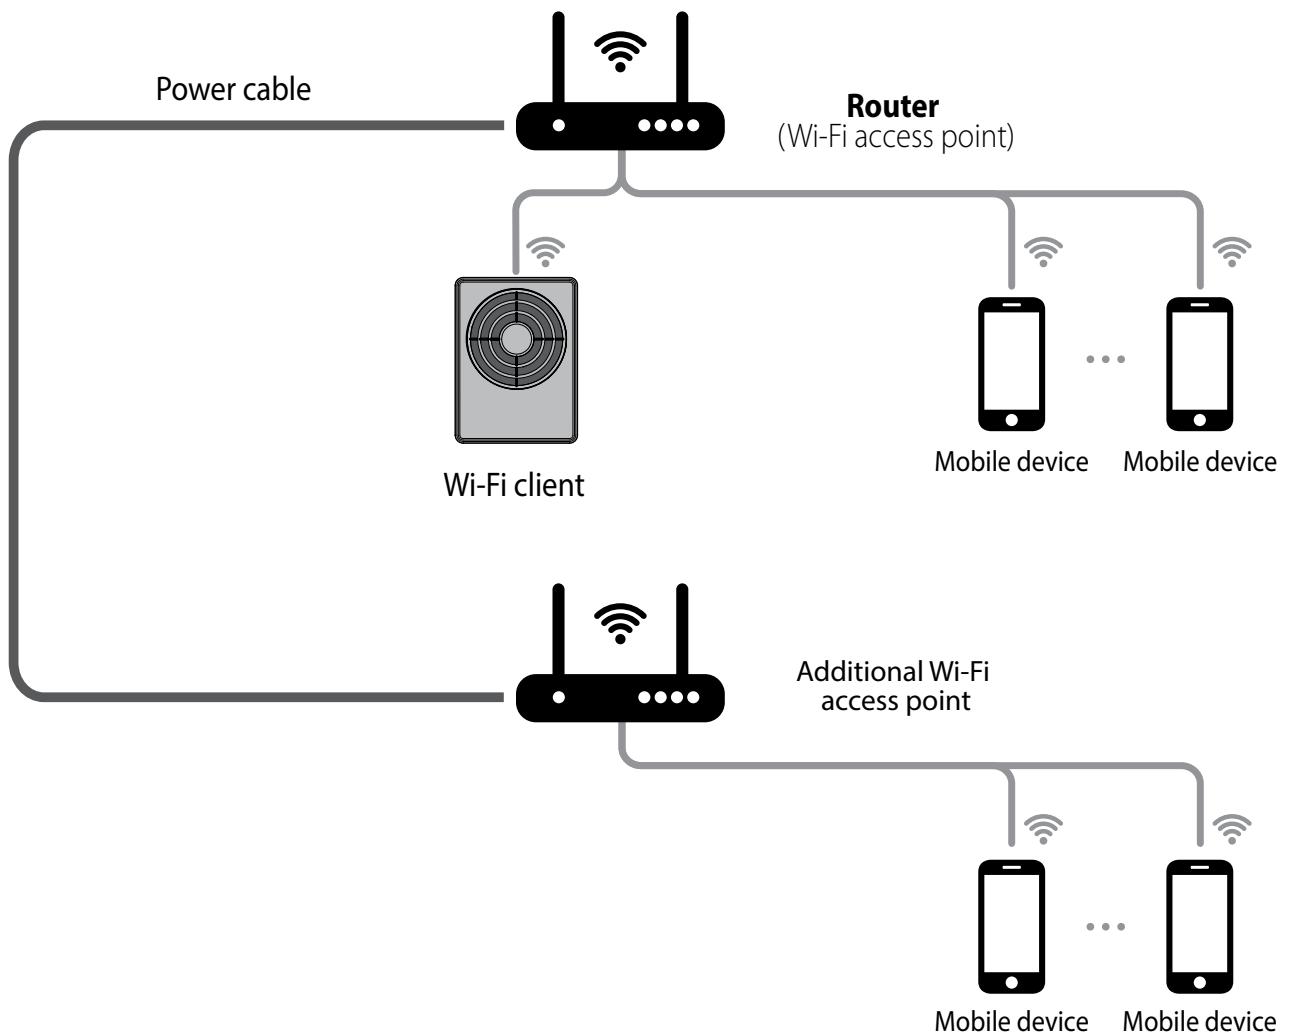 Power cable
Router
(Wi-Fi access point)
Mobile device
Mobile device
Wi-Fi client
Additional Wi-Fi
access point
Mobile device
Mobile device